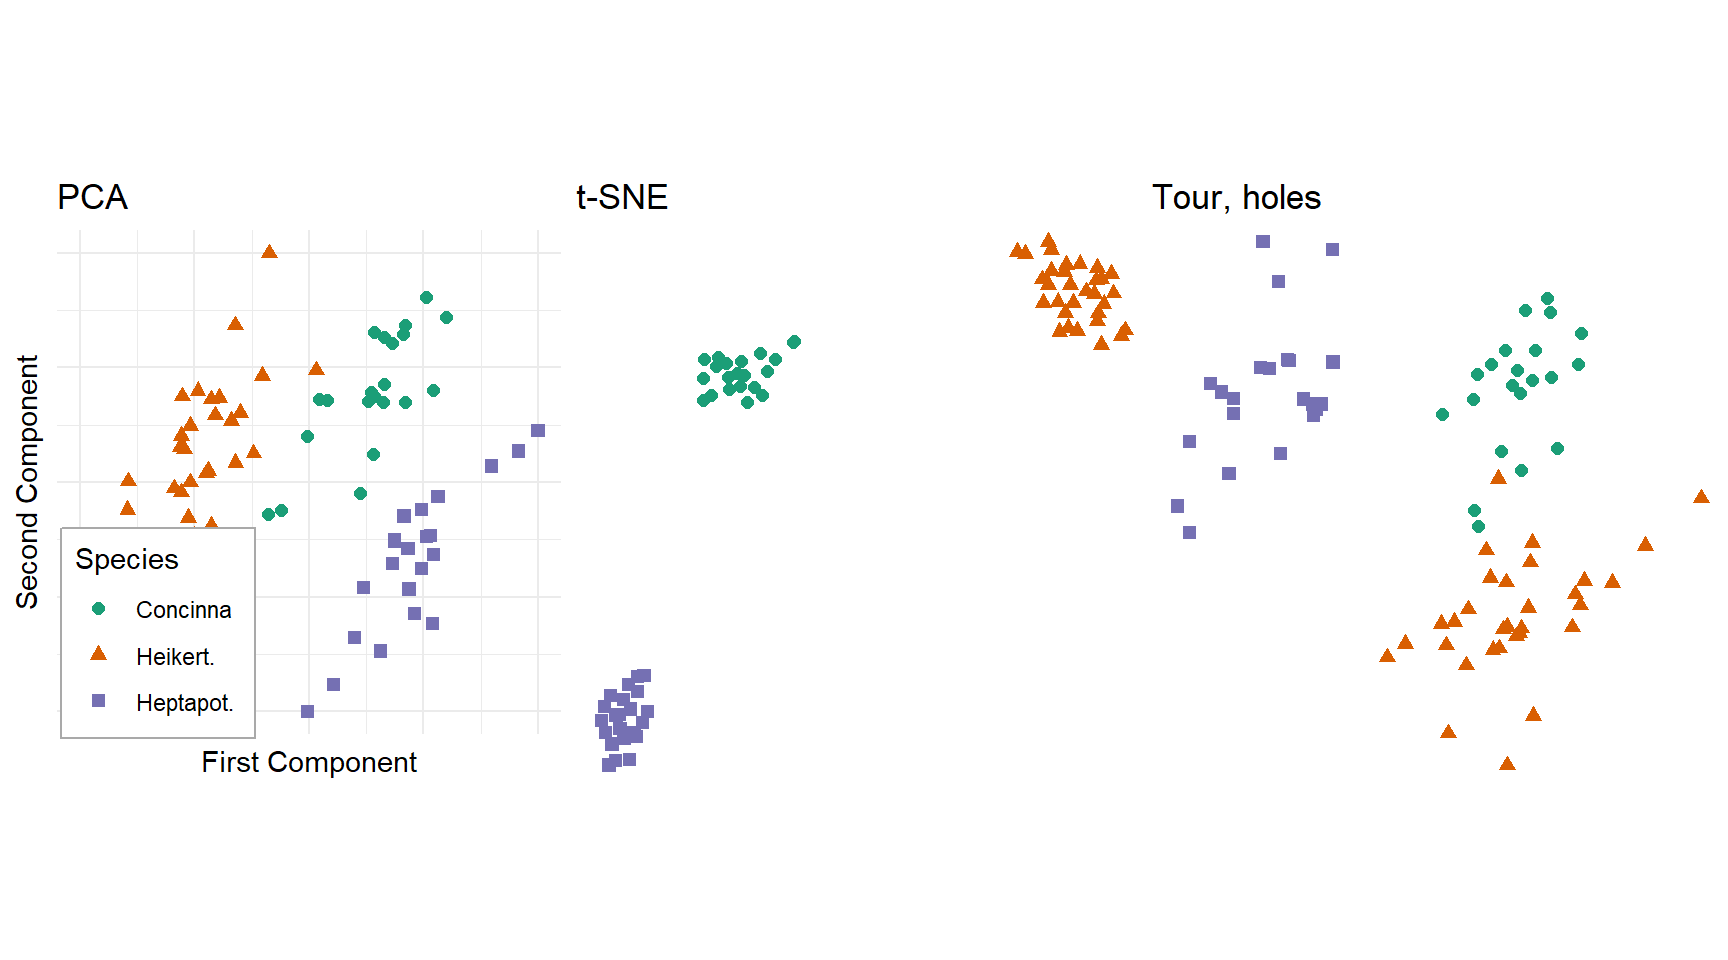 PCA
t-SNE
Tour, holes
Second Component
Species
Concinna
Heikert.
Heptapot.
First Component